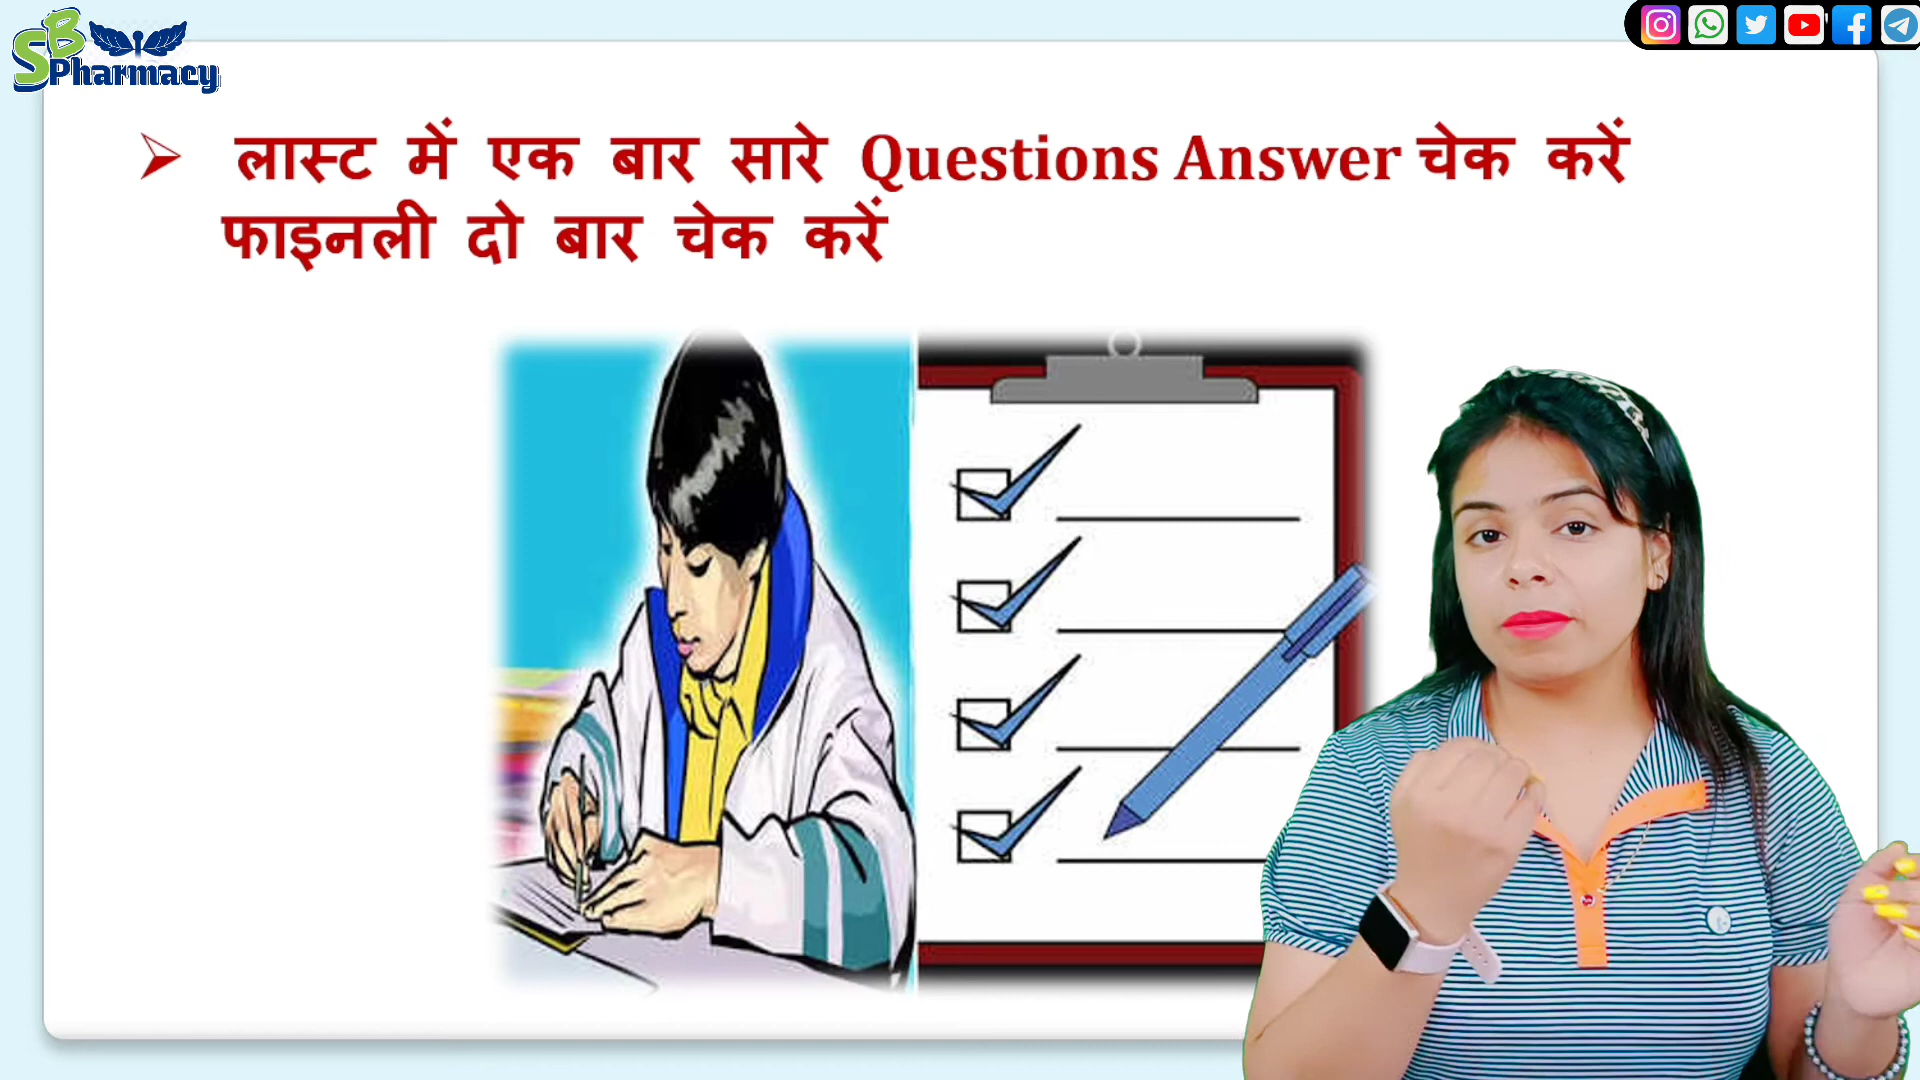 SB Pharmacy
➢ लास्ट में एक बार सारे Questions Answer चेक करें
फाइनली दो बार चेक करें